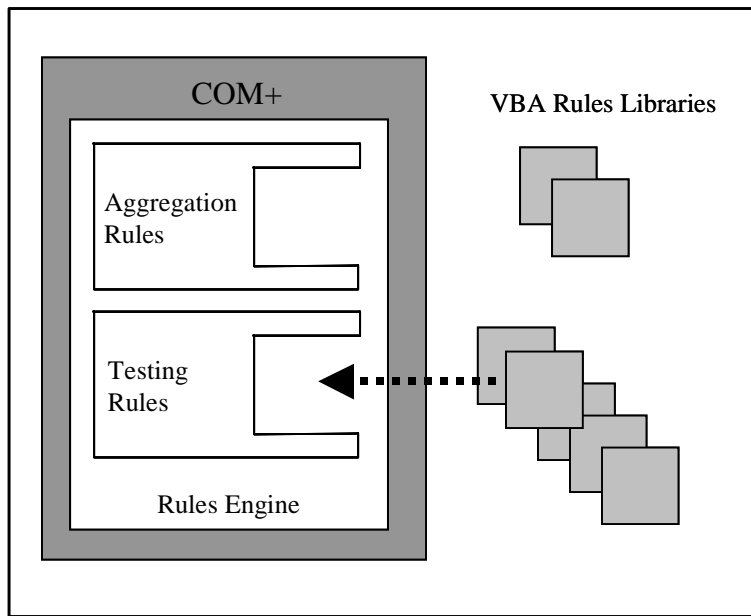 COM+
VBA Rules Libraries
Aggregation
Rules
Testing
Rules
Rules Engine